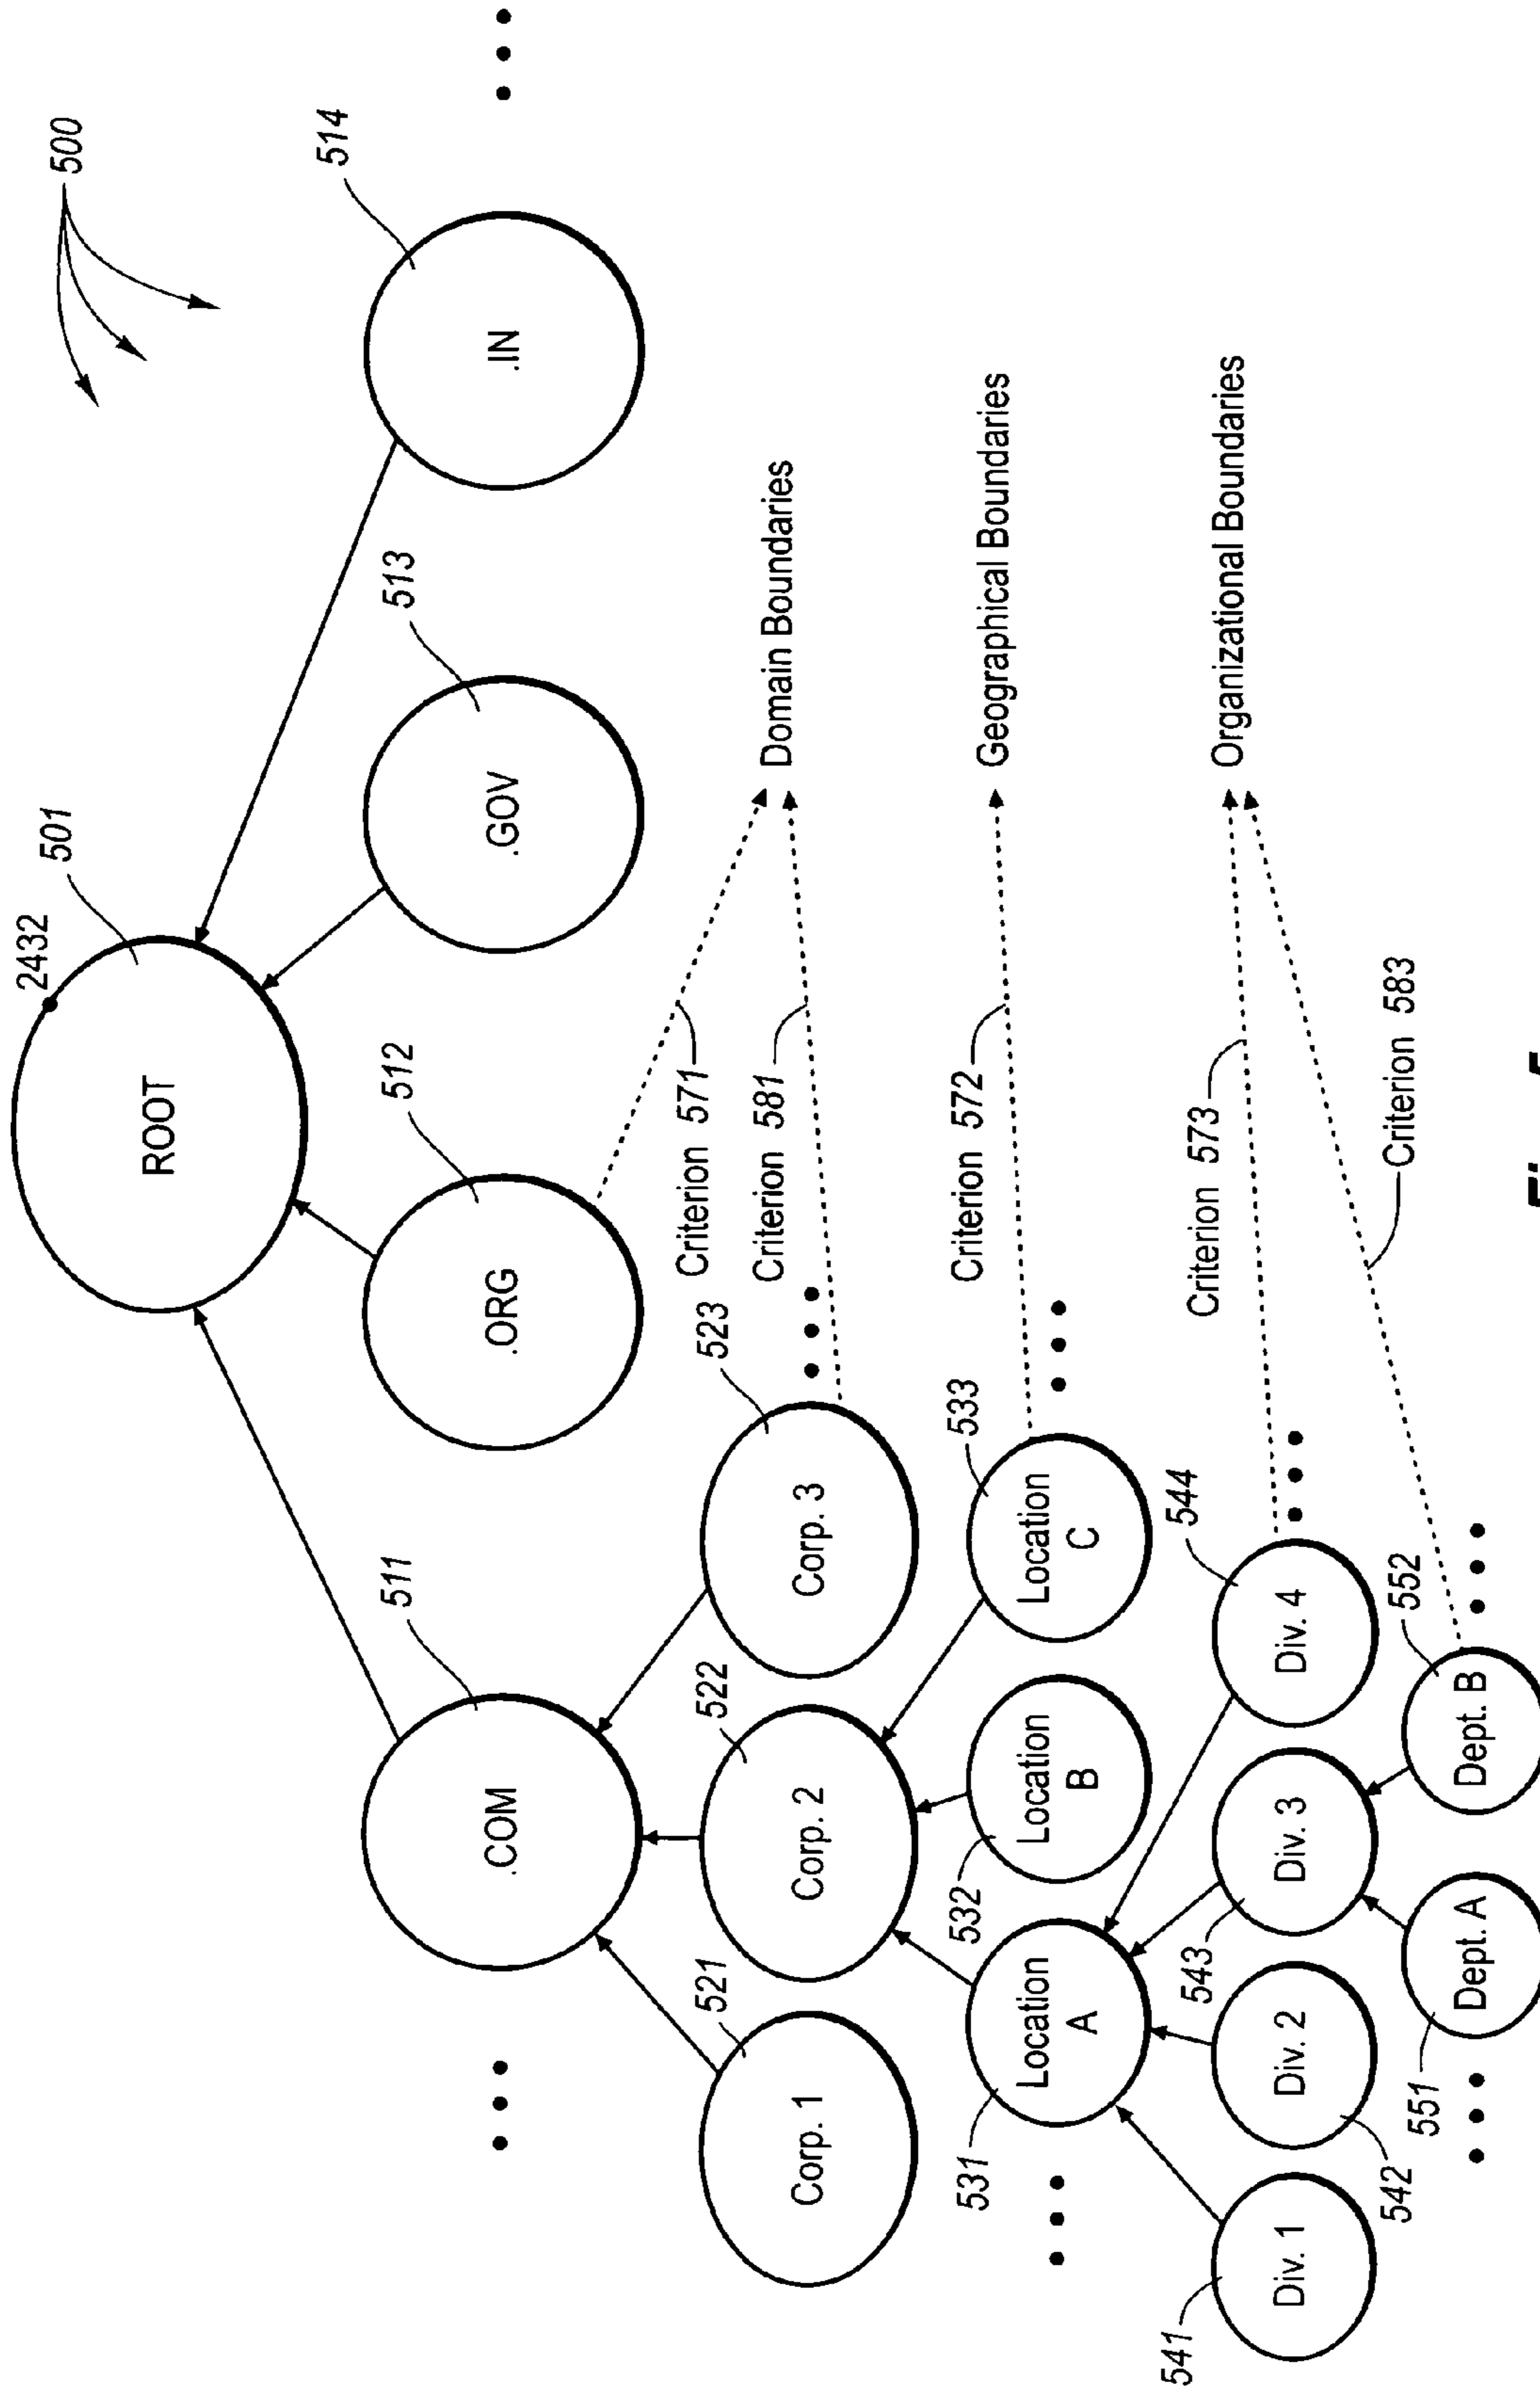 500
2432
501
ROOT
511
512
513
514
.COM
.ORG
.GOV
.IN
521
522
523
Corp. 1
Corp. 2
Corp. 3
Criterion 571
Criterion 581
Domain Boundaries
531
532
533
Location
A
Location
B
Location
C
Criterion 572
Geographical Boundaries
541
542
543
544
Div. 1
Div. 2
Div. 3
Div. 4
Criterion 573
Organizational Boundaries
551
552
Dept. A
Dept. B
Criterion 583